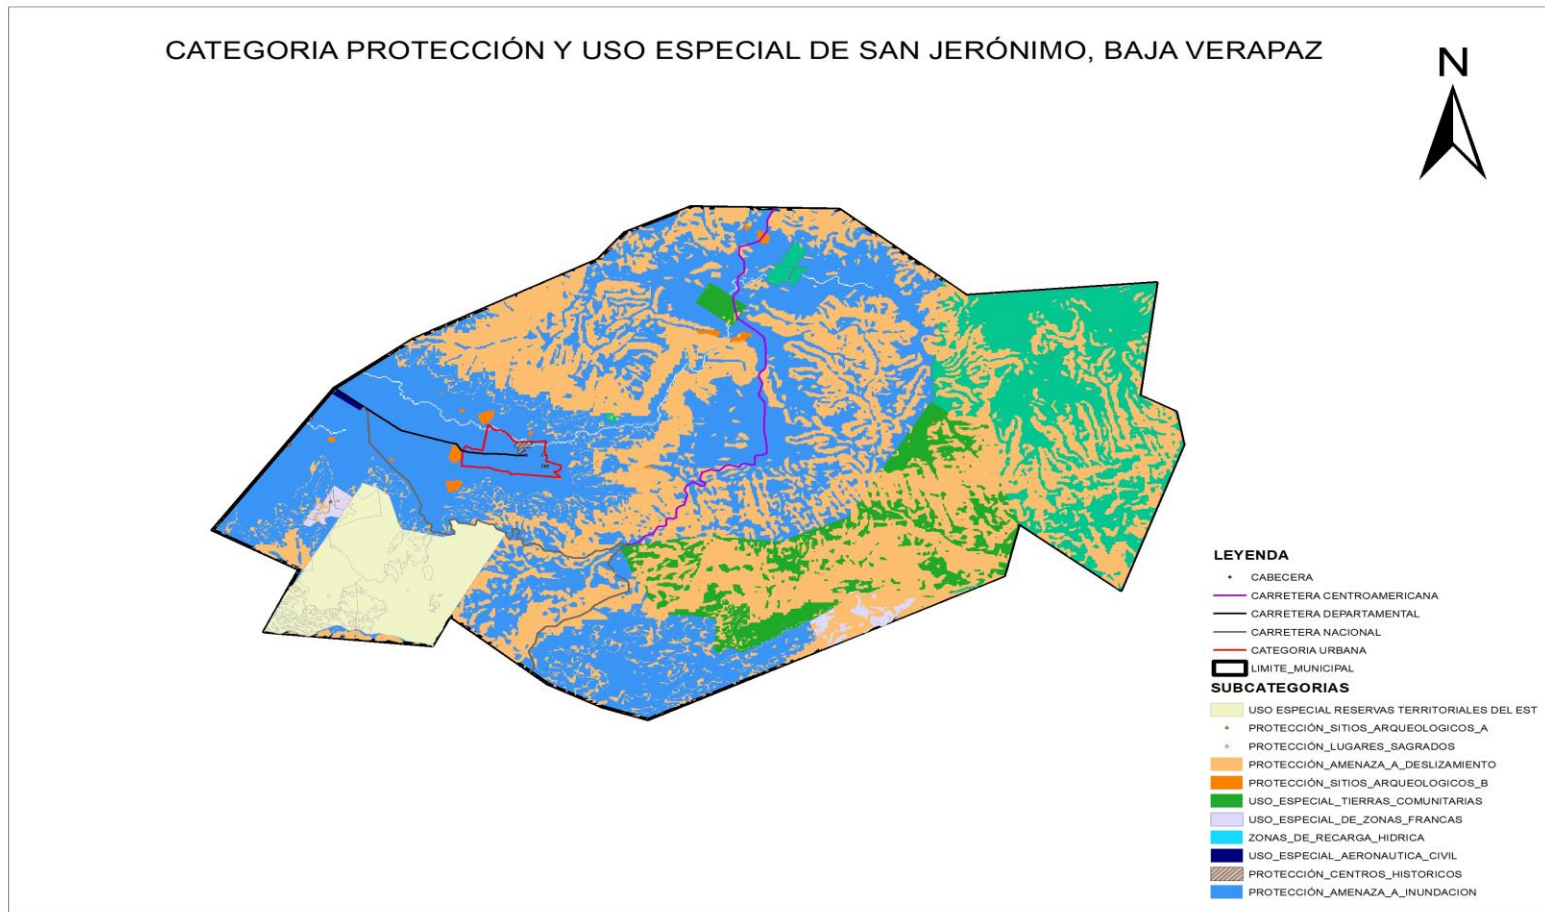 CATEGORIA PROTECCIÓN Y USO ESPECIAL DE SAN JERÓNIMO, BAJA VERAPAZ
N
LEYENDA
CABECERA
CARRETERA CENTROAMERICANA
CARRETERA DEPARTAMENTAL
CARRETERA NACIONAL
CATEGORIA URBANA
LIMITE_MUNICIPAL
SUBCATEGORIAS
USO ESPECIAL RESERVAS TERRITORIALES DEL EST
PROTECCIÓN_SITIOS_ARQUEOLOGICOS_A
PROTECCIÓN_LUGARES_SAGRADOS
PROTECCIÓN_AMENAZA_A_DESLIZAMIENTO
PROTECCIÓN_SITIOS_ARQUEOLOGICOS_B
USO_ESPECIAL_TIERRAS_COMUNITARIAS
USO_ESPECIAL_DE_ZONAS_FRANCAS
ZONAS_DE_RECARGA_HIDRICA
USO_ESPECIAL_AERONAUTICA_CIVIL
PROTECCIÓN_CENTROS_HISTORICOS
PROTECCIÓN_AMENAZA_A_INUNDACION